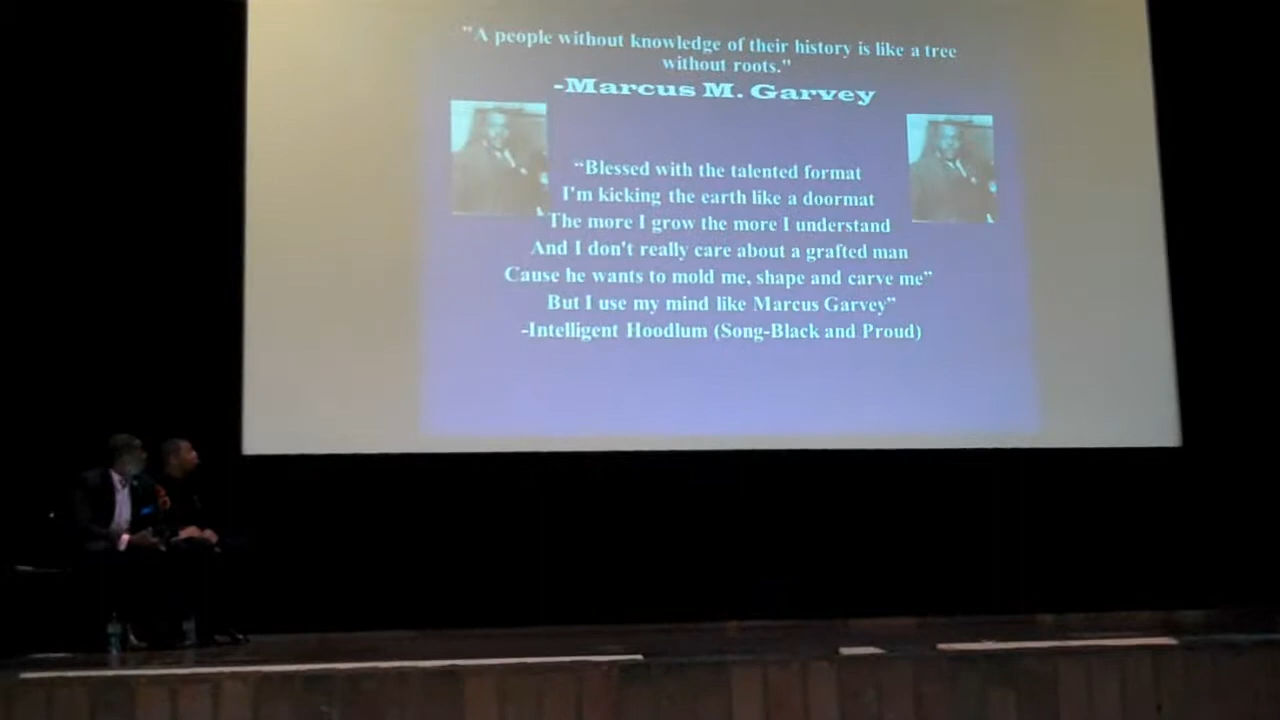 "A people without knowledge of their history is like a tree
without roots."
-Marcus M. Garvey
“Blessed with the talented format
I'm kicking the earth like a doormat
The more I grow the more I understand
And I don't really care about a grafted man
Cause he wants to mold me, shape and carve me”
But I use my mind like Marcus Garvey”
-Intelligent Hoodlum (Song-Black and Proud)